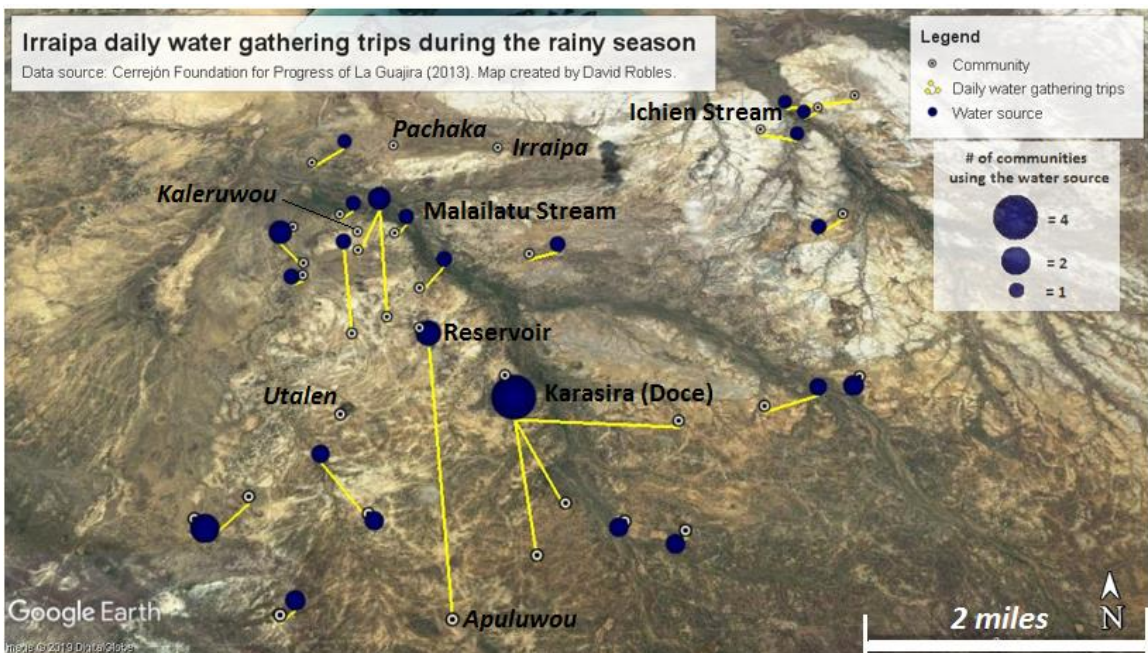 Irraipa daily water gathering trips during the rainy season
Data source: Cerrejón Foundation for Progress of La Guajira (2013). Map created by David Robles.
Legend
Community
Daily water gathering trips
Water source
# of communities
using the water source
= 4
= 2
= 1
Ichien Stream
Pachaka
Irraipa
Kaleruwou
Malailatu Stream
Reservoir
Karasira (Doce)
Utalen
Apuluwou
Google Earth
© 2019 DigitalGlobe
2 miles
N